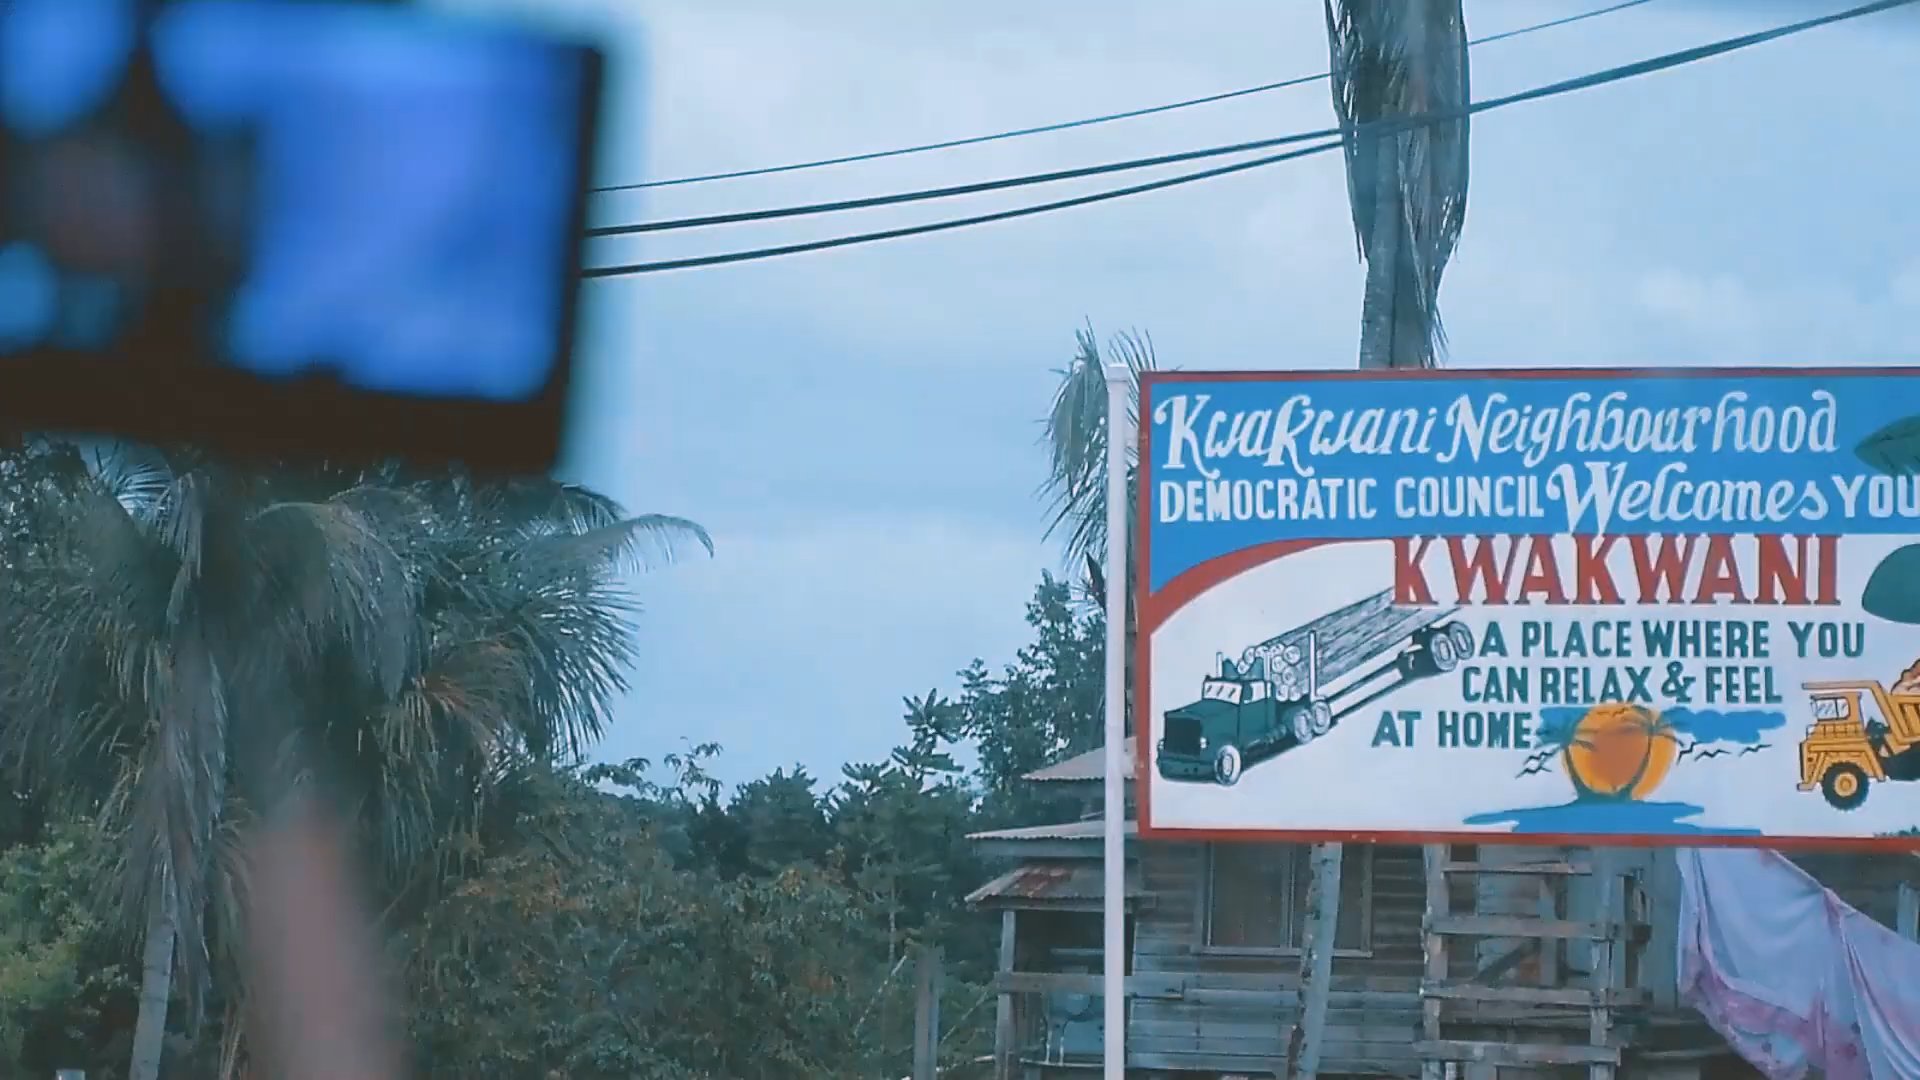 Kwakwani Neighbourhood
DEMOCRATIC COUNCIL Welcomes YOU
KWAKWANI
A PLACE WHERE YOU
CAN RELAX & FEEL
AT HOME